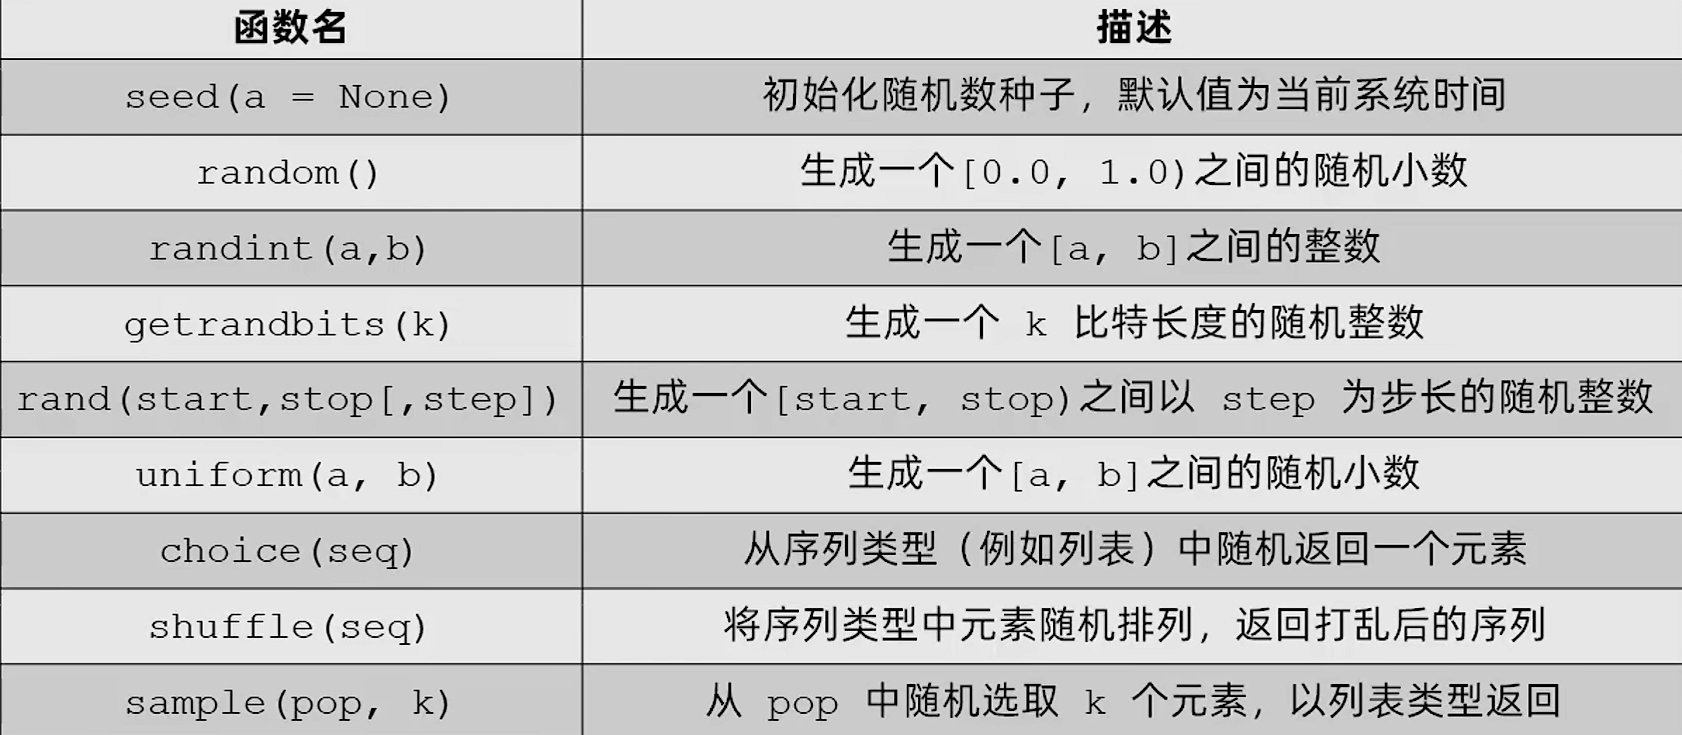 函数名 描述
seed(a = None) 初始化随机数种子，默认值为当前系统时间
random() 生成一个[0.0, 1.0)之间的随机小数
randint(a,b) 生成一个[a, b]之间的整数
getrandbits(k) 生成一个 k 比特长度的随机整数
rand(start,stop[,step]) 生成一个[start, stop)之间以 step 为步长的随机整数
uniform(a, b) 生成一个[a, b]之间的随机小数
choice(seq) 从序列类型（例如列表）中随机返回一个元素
shuffle(seq) 将序列类型中元素随机排列，返回打乱后的序列
sample(pop, k) 从 pop 中随机选取 k 个元素，以列表类型返回